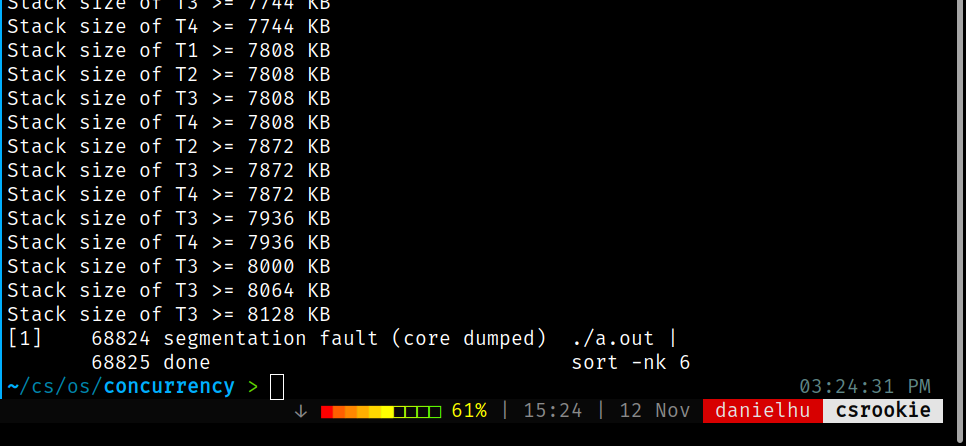 Stack size of T3 >= 7744 KB
Stack size of T4 >= 7744 KB
Stack size of T1 >= 7808 KB
Stack size of T2 >= 7808 KB
Stack size of T3 >= 7808 KB
Stack size of T4 >= 7808 KB
Stack size of T2 >= 7872 KB
Stack size of T3 >= 7872 KB
Stack size of T4 >= 7872 KB
Stack size of T3 >= 7936 KB
Stack size of T4 >= 7936 KB
Stack size of T3 >= 8000 KB
Stack size of T3 >= 8064 KB
Stack size of T3 >= 8128 KB
[1]    68824 segmentation fault (core dumped)  ./a.out |
       68825 done                              sort -nk 6
~/cs/os/concurrency > 03:24:31 PM
↓ 61% | 15:24 | 12 Nov danielhu csrookie